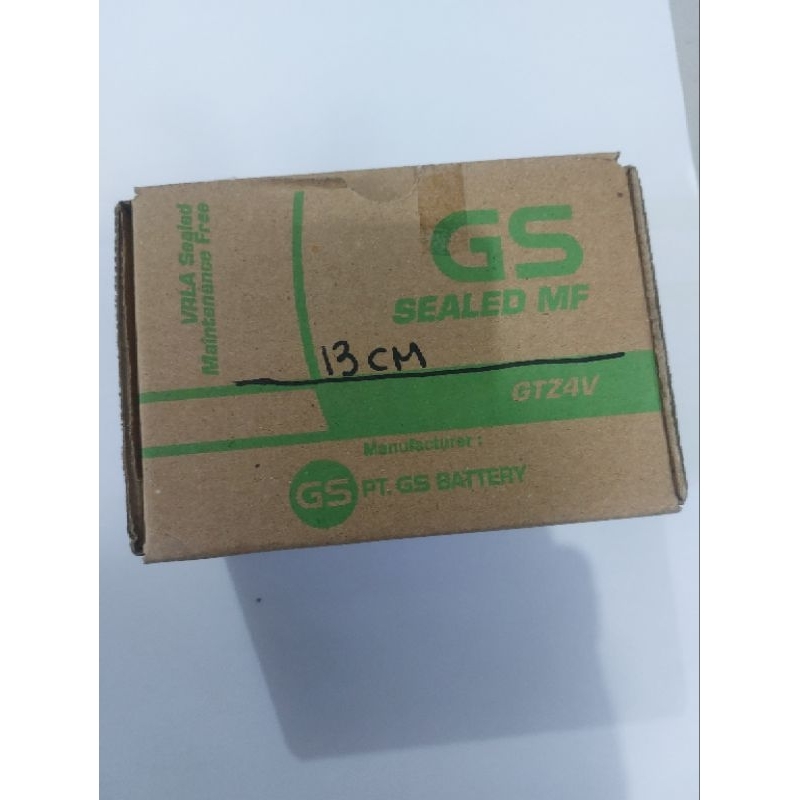 VRLA Sealed
Maintenance Free
GS
SEALED MF
13 CM
GTZ4V
Manufacturer :
GS PT. GS BATTERY